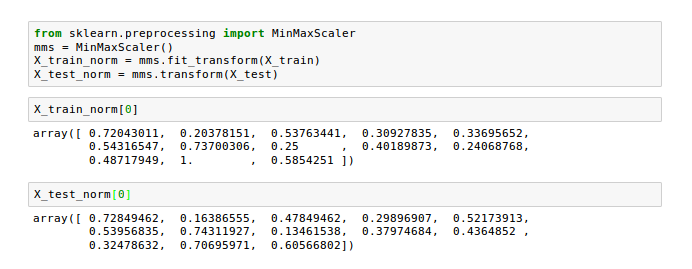 from sklearn.preprocessing import MinMaxScaler
mms = MinMaxScaler()
X_train_norm = mms.fit_transform(X_train)
X_test_norm = mms.transform(X_test)
X_train_norm[0]
array([ 0.72043011,  0.20378151,  0.53763441,  0.30927835,  0.33695652,
        0.54316547,  0.73700306,  0.25      ,  0.40189873,  0.24068768,
        0.48717949,  1.        ,  0.5854251 ])
X_test_norm[0]
array([ 0.72849462,  0.16386555,  0.47849462,  0.29896907,  0.52173913,
        0.53956835,  0.74311927,  0.13461538,  0.37974684,  0.4364852 ,
        0.32478632,  0.70695971,  0.60566802])